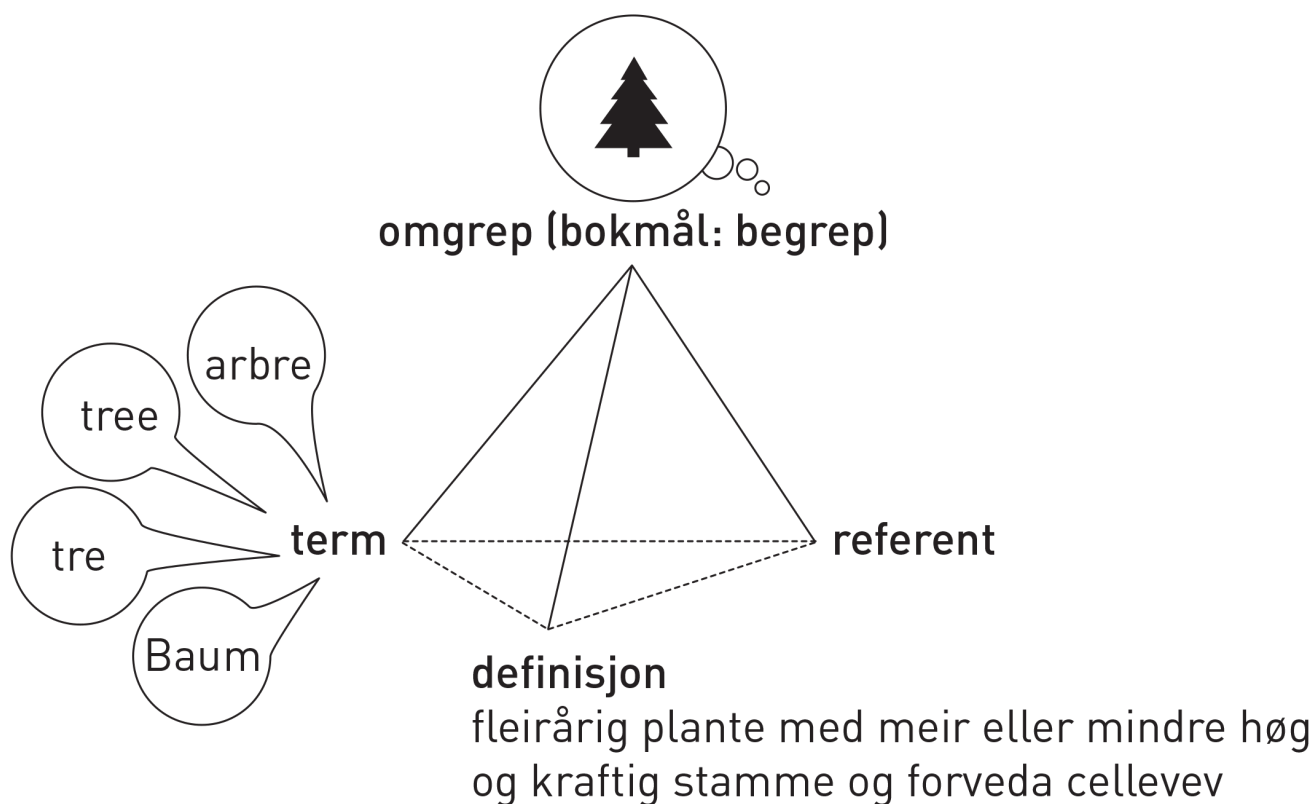 omgrep (bokmål: begrep)
arbre
tree
tre
Baum
term
referent
definisjon
fleirårig plante med meir eller mindre høg
og kraftig stamme og forveda cellevev